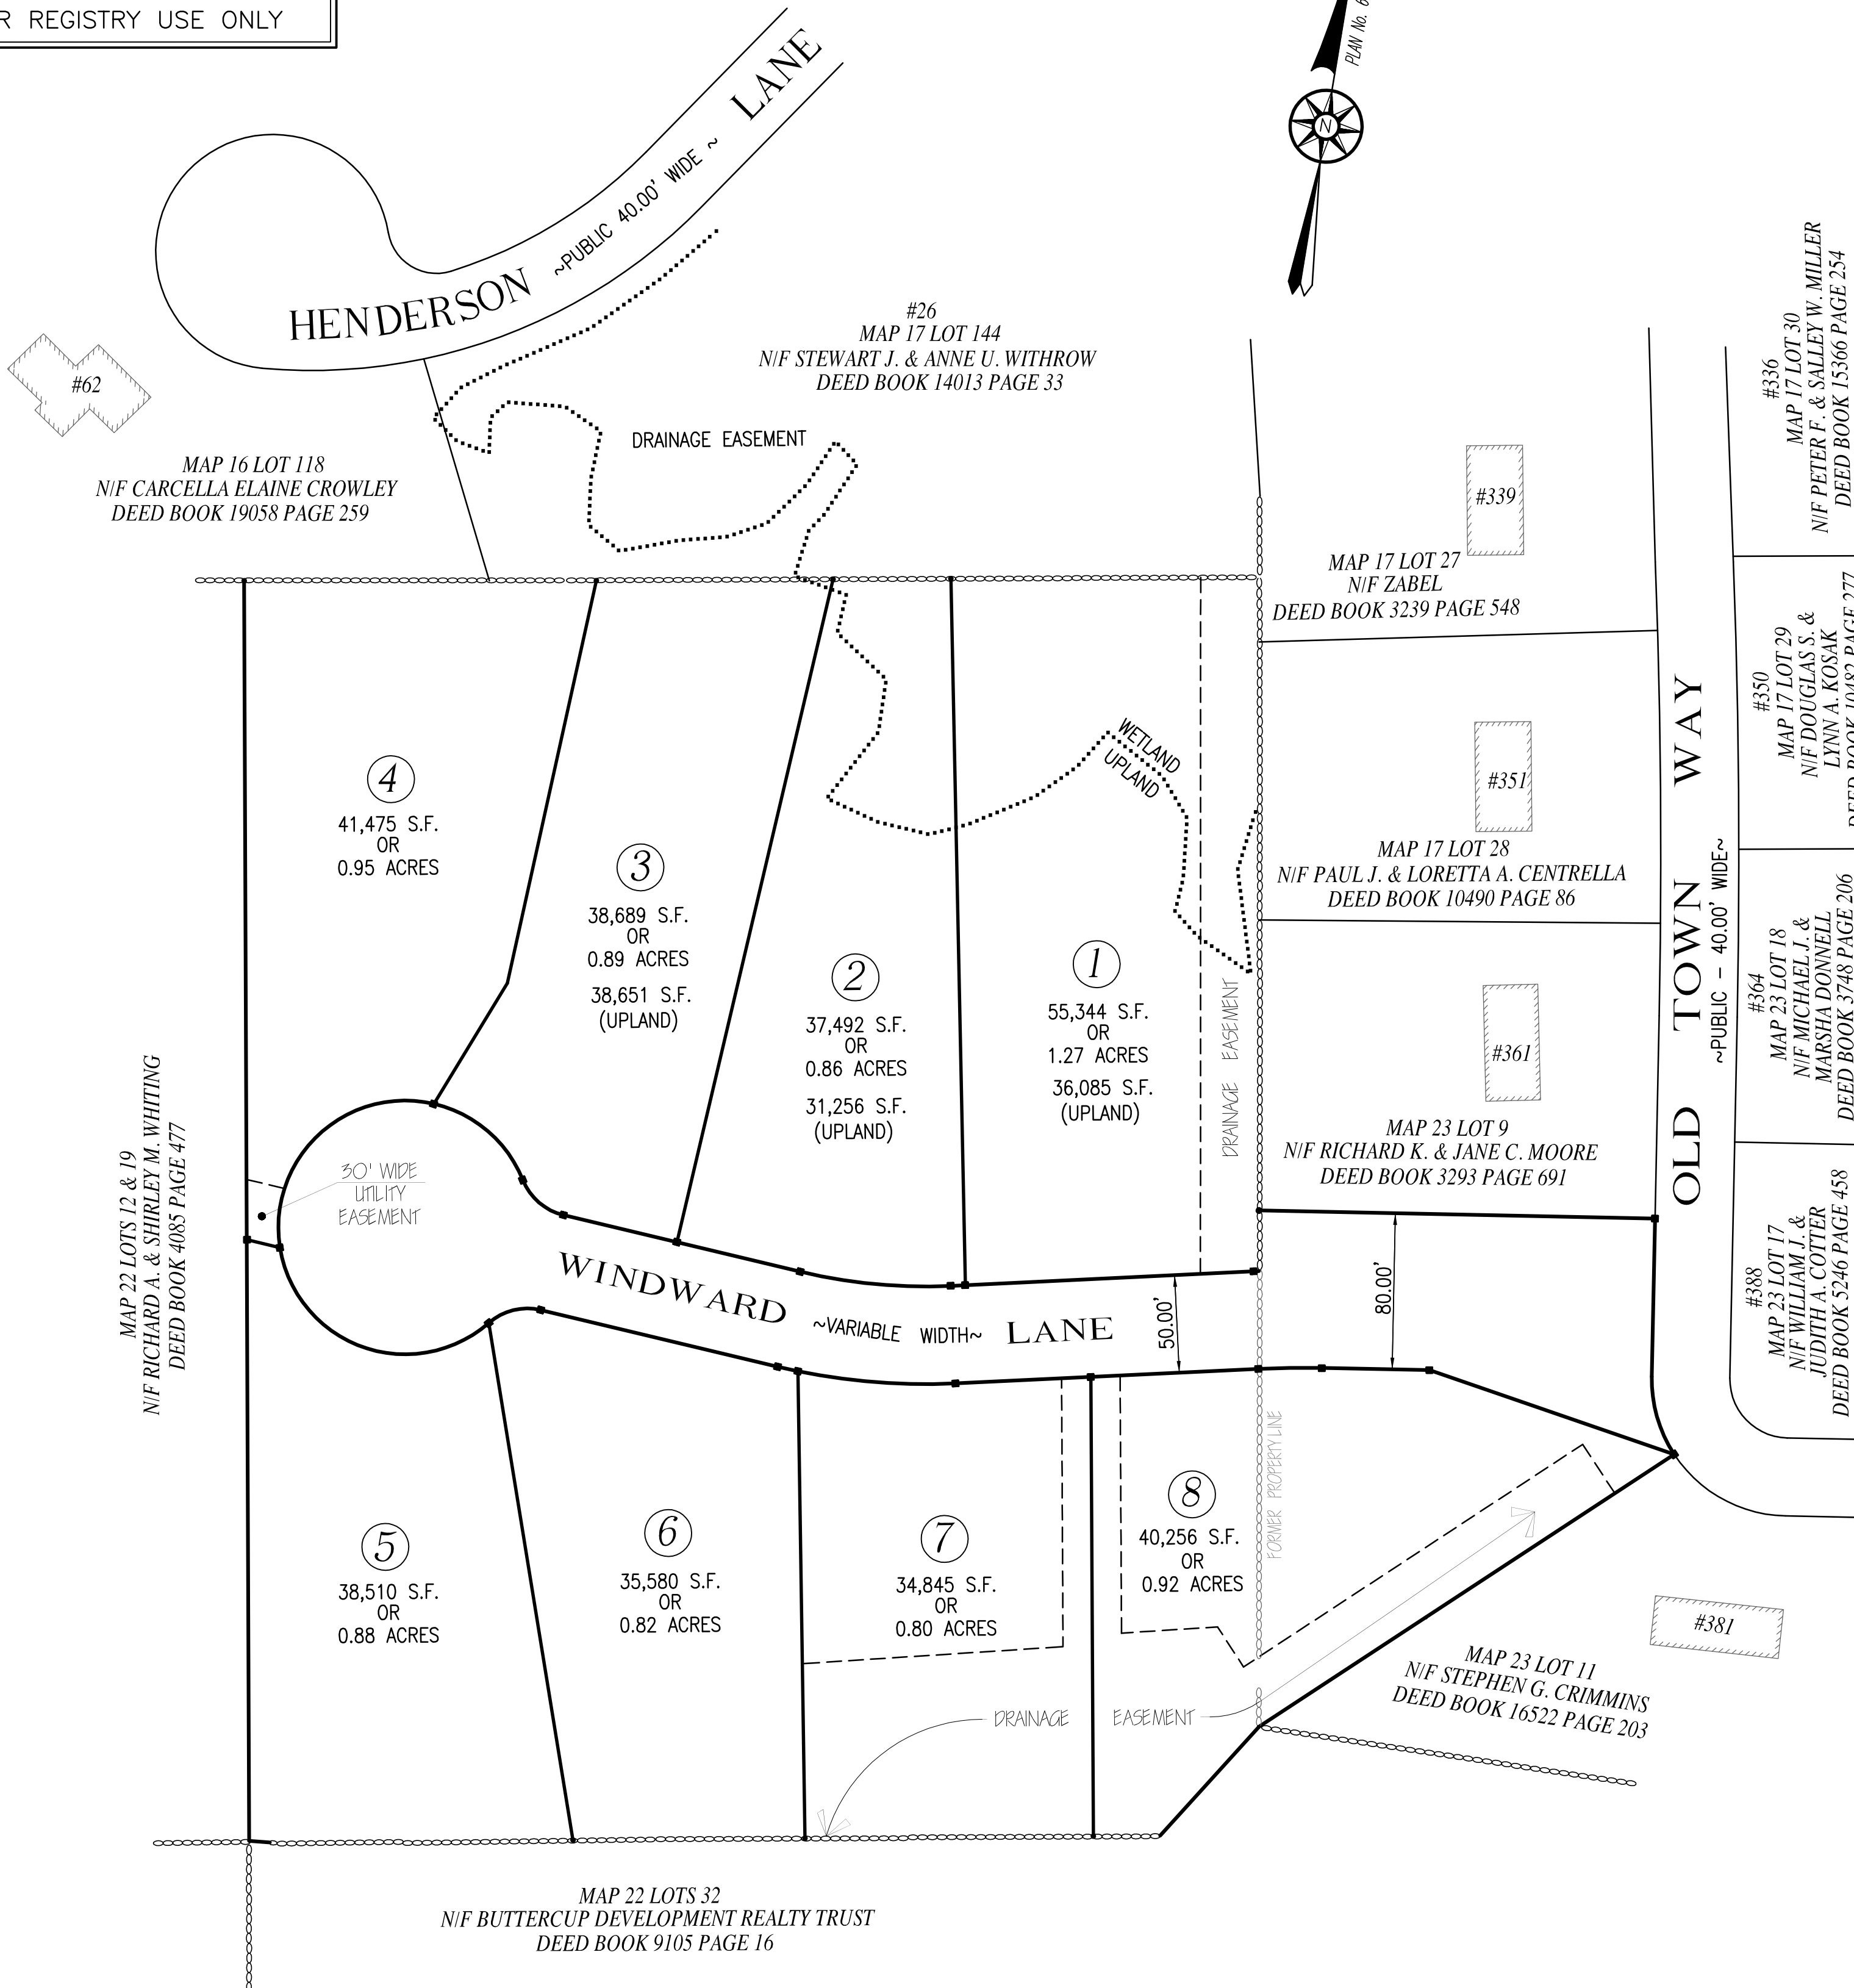 R REGISTRY USE ONLY
PLAN No. 6
N
HENDERSON ~PUBLIC 40.00' WIDE ~ LANE
#62
#26
MAP 17 LOT 144
N/F STEWART J. & ANNE U. WITHROW
DEED BOOK 14013 PAGE 33
DRAINAGE EASEMENT
MAP 16 LOT 118
N/F CARCELLA ELAINE CROWLEY
DEED BOOK 19058 PAGE 259
#339
MAP 17 LOT 27
N/F ZABEL
DEED BOOK 3239 PAGE 548
#336
MAP 17 LOT 30
N/F PETER F. & SALLEY W. MILLER
DEED BOOK 15366 PAGE 254
#350
MAP 17 LOT 29
N/F DOUGLAS S. &
LYNN A. KOSAK
DEED BOOK 10482 PAGE 277
WETLAND
UPLAND
#351
MAP 17 LOT 28
N/F PAUL J. & LORETTA A. CENTRELLA
DEED BOOK 10490 PAGE 86
4
41,475 S.F.
OR
0.95 ACRES
3
38,689 S.F.
OR
0.89 ACRES
38,651 S.F.
(UPLAND)
2
37,492 S.F.
OR
0.86 ACRES
31,256 S.F.
(UPLAND)
1
55,344 S.F.
OR
1.27 ACRES
36,085 S.F.
(UPLAND)
DRAINAGE EASEMENT
#361
MAP 23 LOT 9
N/F RICHARD K. & JANE C. MOORE
DEED BOOK 3293 PAGE 691
OLD TOWN WAY
~PUBLIC - 40.00' WIDE~
#364
MAP 23 LOT 18
N/F MICHAEL J. &
MARSHA DONNELL
DEED BOOK 3748 PAGE 206
#388
MAP 23 LOT 17
N/F WILLIAM J. &
JUDITH A. COTTER
DEED BOOK 5246 PAGE 458
MAP 22 LOTS 12 & 19
N/F RICHARD A. & SHIRLEY M. WHITING
DEED BOOK 4085 PAGE 477
30' WIDE
UTILITY
EASEMENT
WINDWARD ~VARIABLE WIDTH~ LANE
50.00'
80.00'
FORMER PROPERTY LINE
5
38,510 S.F.
OR
0.88 ACRES
6
35,580 S.F.
OR
0.82 ACRES
7
34,845 S.F.
OR
0.80 ACRES
8
40,256 S.F.
OR
0.92 ACRES
DRAINAGE EASEMENT
#381
MAP 23 LOT 11
N/F STEPHEN G. CRIMMINS
DEED BOOK 16522 PAGE 203
MAP 22 LOTS 32
N/F BUTTERCUP DEVELOPMENT REALTY TRUST
DEED BOOK 9105 PAGE 16